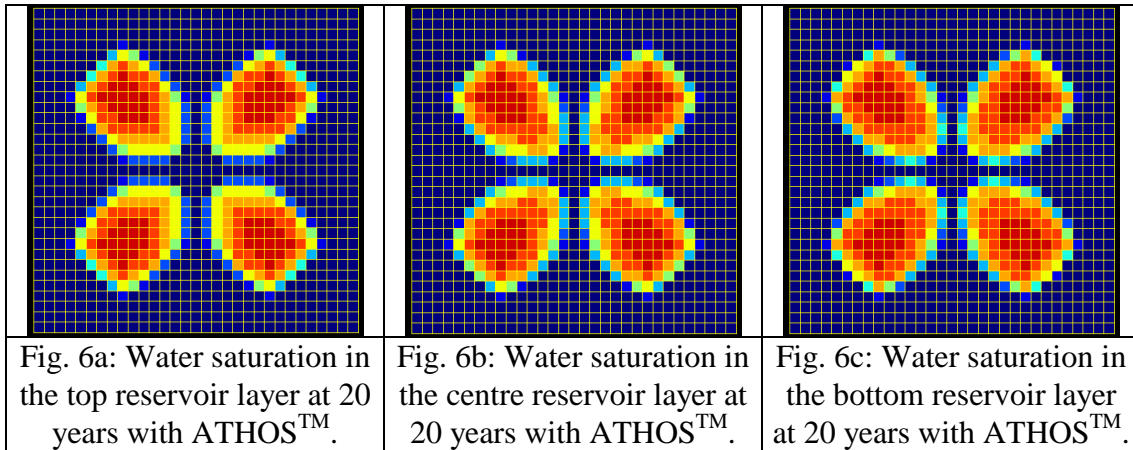 Fig. 6a: Water saturation in
the top reservoir layer at 20
years with ATHOS™.
Fig. 6b: Water saturation in
the centre reservoir layer at
20 years with ATHOS™.
Fig. 6c: Water saturation in
the bottom reservoir layer
at 20 years with ATHOS™.